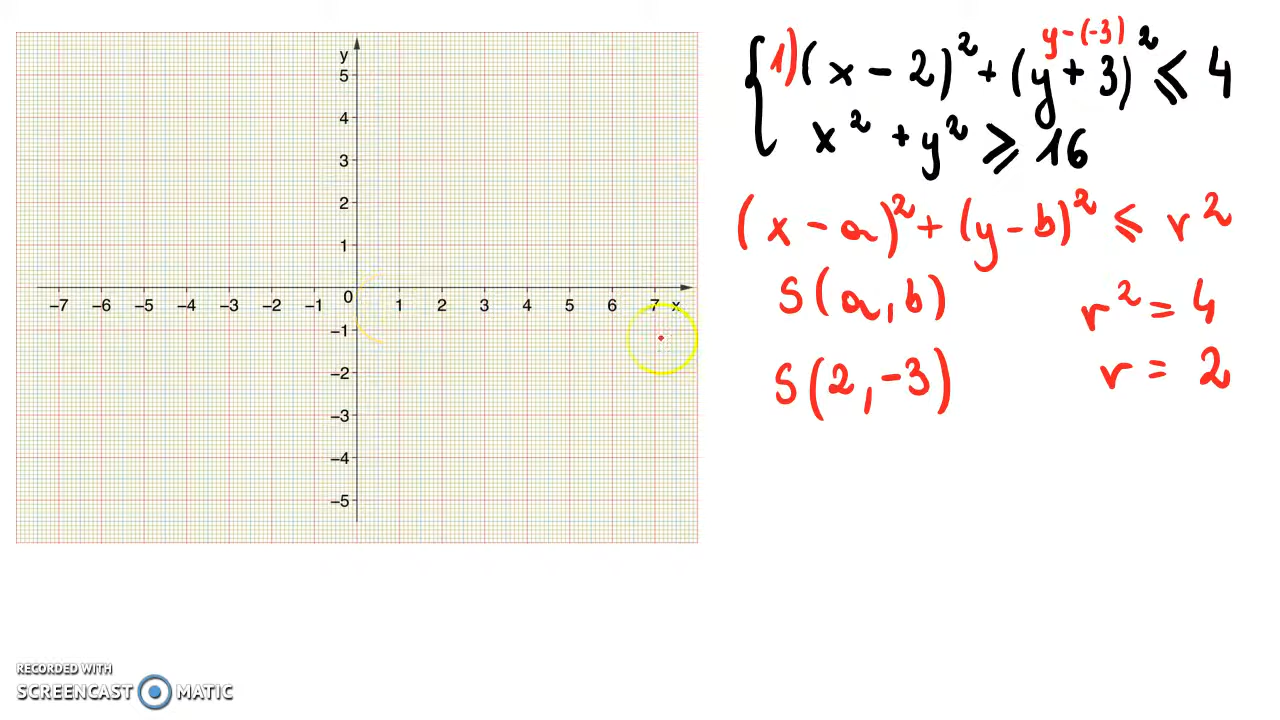 y-(-3)
1) (x-2)² + (y+3)² ≤ 4
x² + y² ≥ 16
(x-a)² + (y-b)² ≤ r²
S(a,b) r² = 4
S(2,-3) r = 2
y
5
4
3
2
1
0
-7 -6 -5 -4 -3 -2 -1 1 2 3 4 5 6 7 x
-1
-2
-3
-4
-5
RECORDED WITH
SCREENCAST MATIC